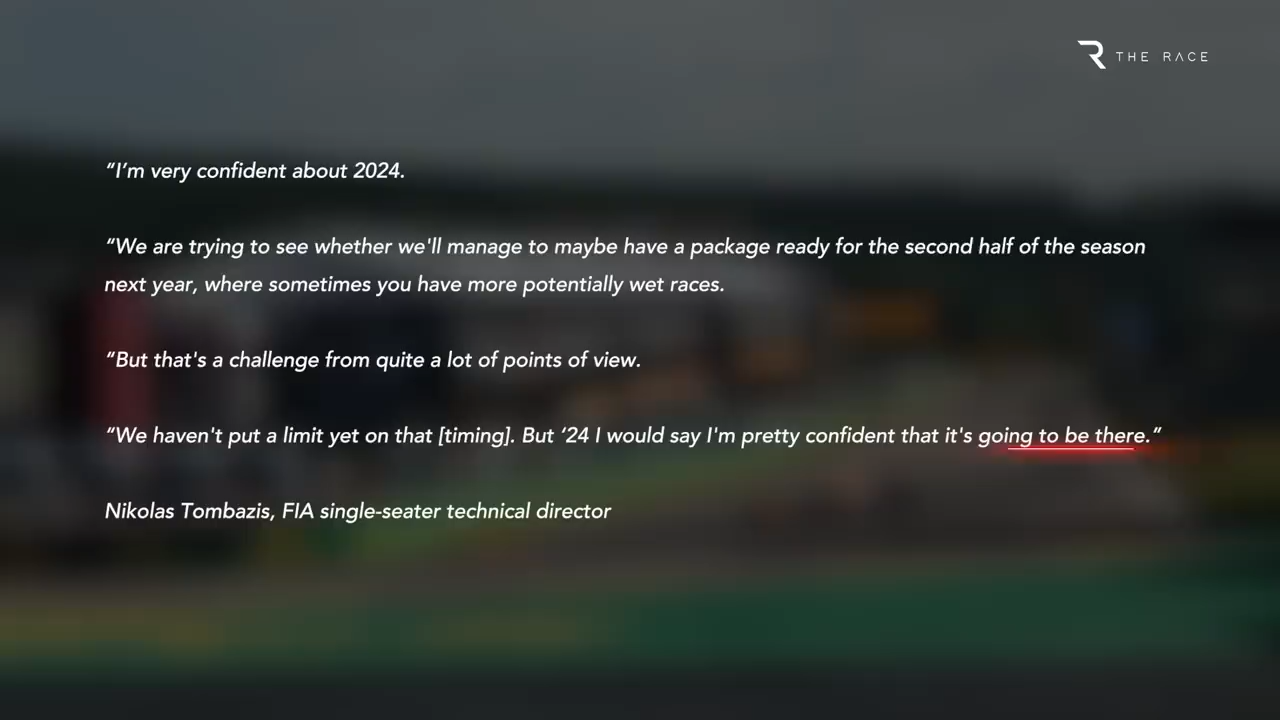 THE RACE
“I’m very confident about 2024.
“We are trying to see whether we'll manage to maybe have a package ready for the second half of the season
next year, where sometimes you have more potentially wet races.
“But that's a challenge from quite a lot of points of view.
“We haven't put a limit yet on that [timing]. But ‘24 I would say I'm pretty confident that it's going to be there.”
Nikolas Tombazis, FIA single-seater technical director